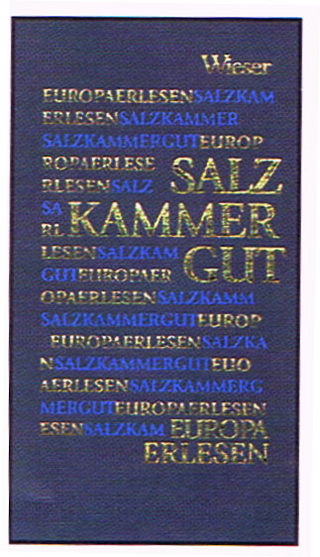 Wieser
EUROPAERLESENSALZKAM
ERLESENSALZKAMMER
SALZKAMMERGUTEUROP
ROPAERLESE
RLESENSALZ SALZ
SA KAMMER
RL
LESENSALZKAM GUT
GUTEUROPAER
OPAERLESENSALZKAMM
SALZKAMMERGUTEUROP
EUROPAERLESENSALZKA
NSALZKAMMERGUTEUO
AERLESENSALZKAMMERG
MERGUTEUROPAERLESEN
ESENSALZKAM EUROPA
ERLESEN